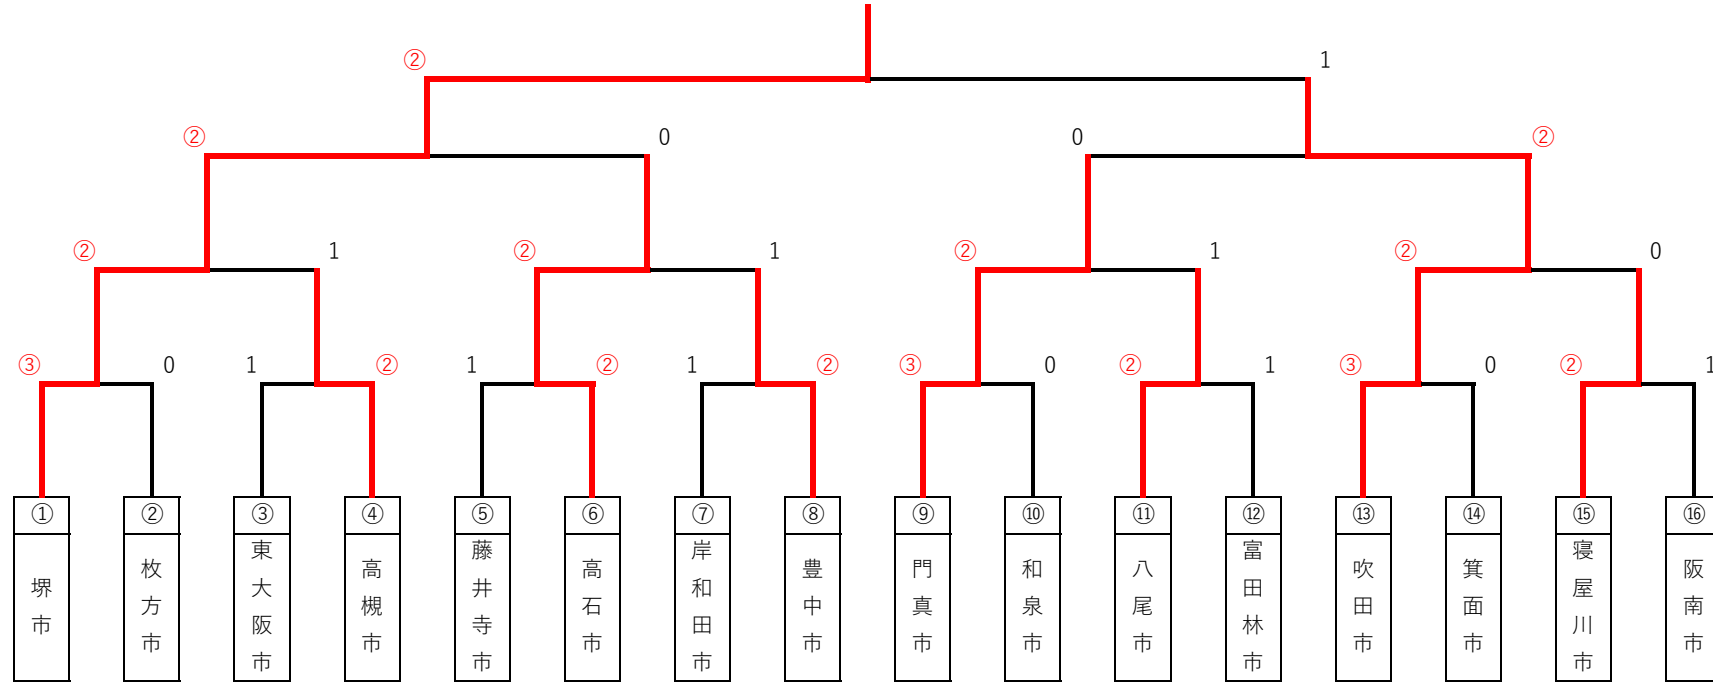 ② 1
② 0 0 ②
② 1 ② 1 ② 1 ② 0
③ 0 1 ② 1 ② 1 ② ③ 0 ② 1 ③ 0 ② 1
① ② ③ ④ ⑤ ⑥ ⑦ ⑧ ⑨ ⑩ ⑪ ⑫ ⑬ ⑭ ⑮ ⑯
堺市
枚方市
東大阪市
高槻市
藤井寺市
高石市
岸和田市
豊中市
門真市
和泉市
八尾市
富田林市
吹田市
箕面市
寝屋川市
阪南市